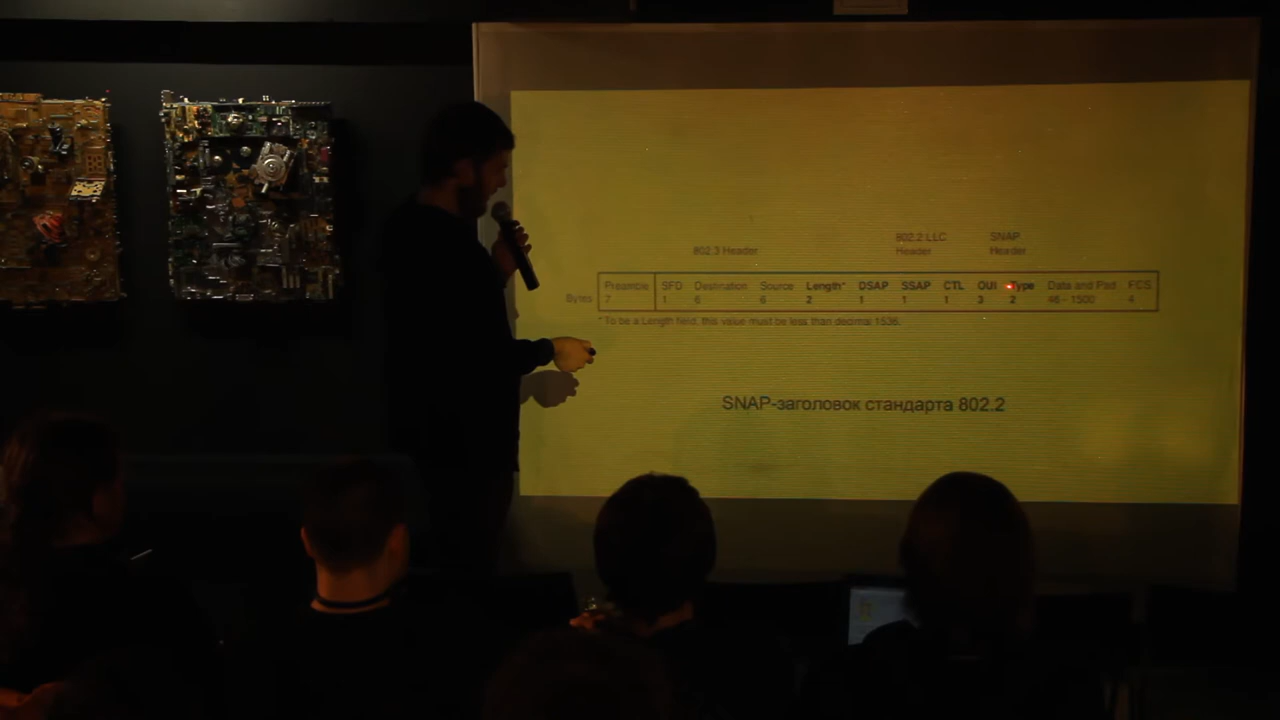 802.3 Header
802.2 LLC
Header
SNAP
Header
Preamble SFD Destination Source Length* DSAP SSAP CTL OUI Type Data and Pad FCS
Bytes 7 1 6 6 2 1 1 1 3 2 46 – 1500 4
* To be a Length field, this value must be less than decimal 1536.
SNAP-заголовок стандарта 802.2